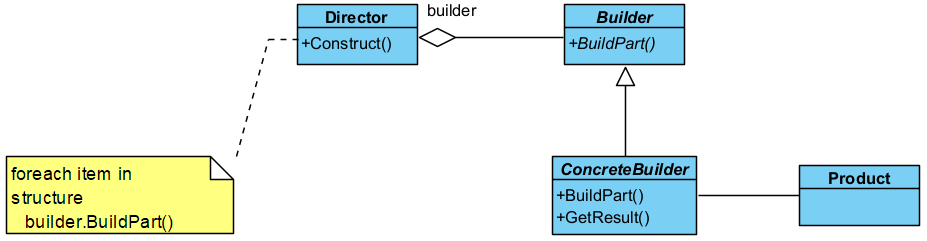 builder
Director
+Construct()
Builder
+BuildPart()
foreach item in
structure
builder.BuildPart()
ConcreteBuilder
+BuildPart()
+GetResult()
Product